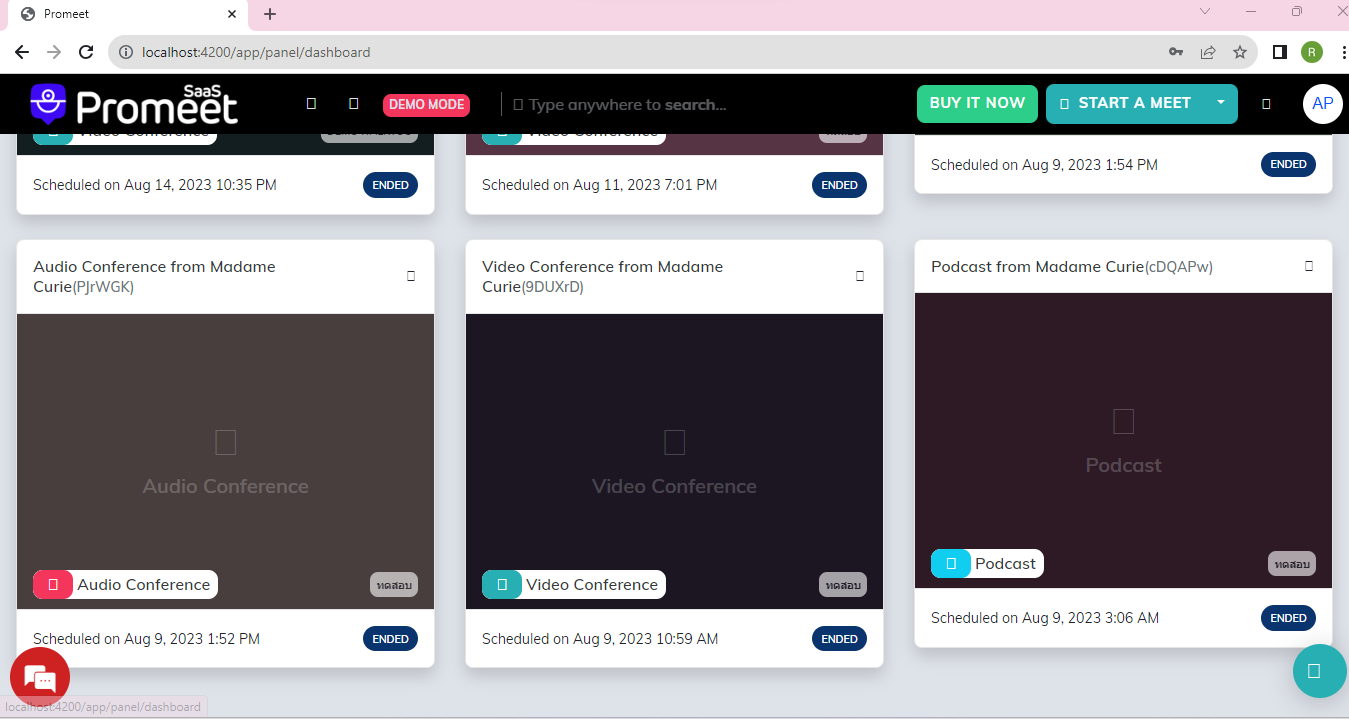 Promeet
localhost:4200/app/panel/dashboard
R
Promeet SaaS
DEMO MODE
Type anywhere to search...
BUY IT NOW
START A MEET
AP
Video Conference
Video Conference
Scheduled on Aug 14, 2023 10:35 PM
ENDED
Scheduled on Aug 11, 2023 7:01 PM
ENDED
Scheduled on Aug 9, 2023 1:54 PM
ENDED
Audio Conference from Madame
Curie(PJrWGK)
Audio Conference
Audio Conference
ทดสอบ
Scheduled on Aug 9, 2023 1:52 PM
ENDED
Video Conference from Madame
Curie(9DUXrD)
Video Conference
Video Conference
ทดสอบ
Scheduled on Aug 9, 2023 10:59 AM
ENDED
Podcast from Madame Curie(cDQAPw)
Podcast
Podcast
ทดสอบ
Scheduled on Aug 9, 2023 3:06 AM
ENDED
localhost:4200/app/panel/dashboard